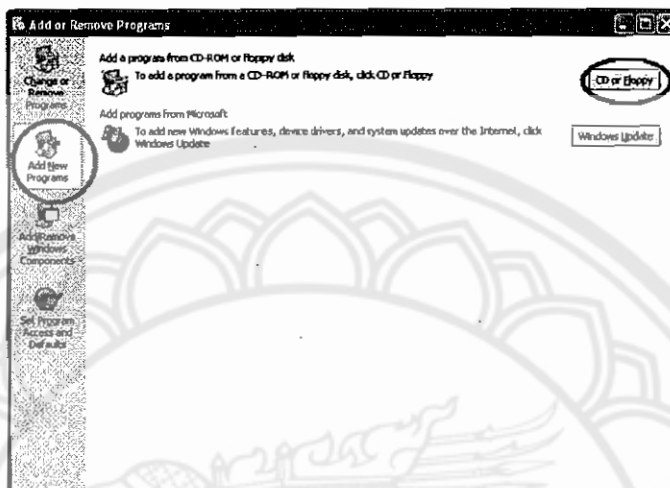 Add or Remove Programs
Change or
Remove
Programs
Add New
Programs
Add/Remove
Windows
Components
Set Program
Access and
Defaults
Add a program from CD-ROM or floppy disk
To add a program from a CD-ROM or floppy disk, click CD or Floppy
CD or Floppy
Add programs from Microsoft
To add new Windows features, device drivers, and system updates over the Internet, click
Windows Update
Windows Update